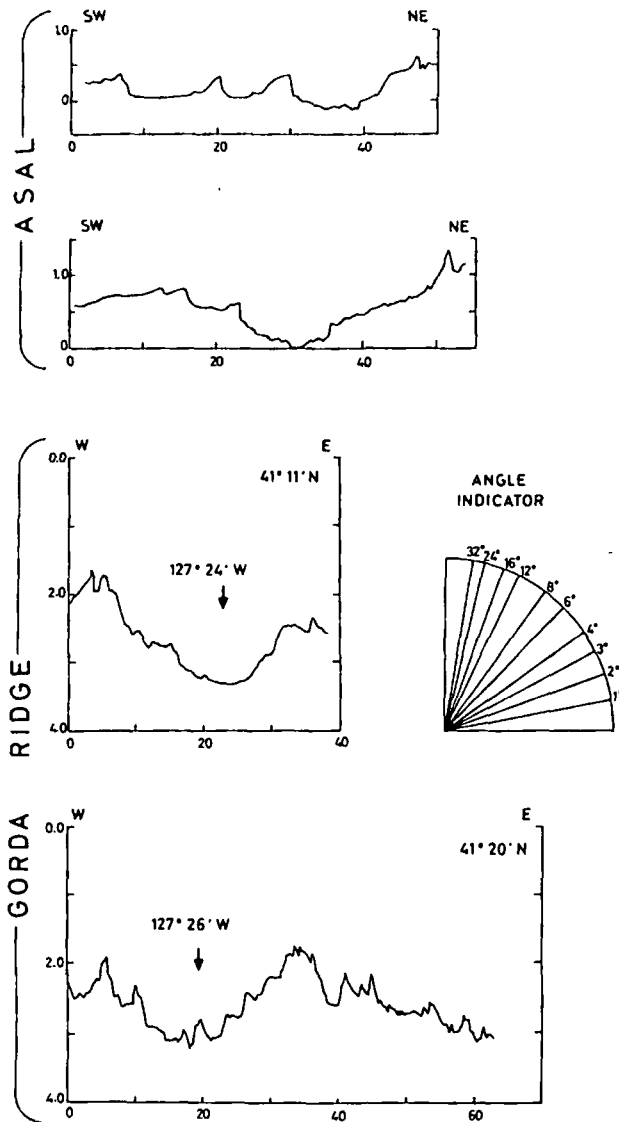 ASAL
SW NE
1.0
0
0 20 40
SW NE
1.0
0
0 20 40
GORDA RIDGE
W E
0.0
41° 11' N
127° 24' W
2.0
4.0
0 20 40
ANGLE
INDICATOR
32° 24° 16° 12° 8° 6° 4° 3° 2° 1°
W E
0.0
41° 20' N
127° 26' W
2.0
4.0
0 20 40 60